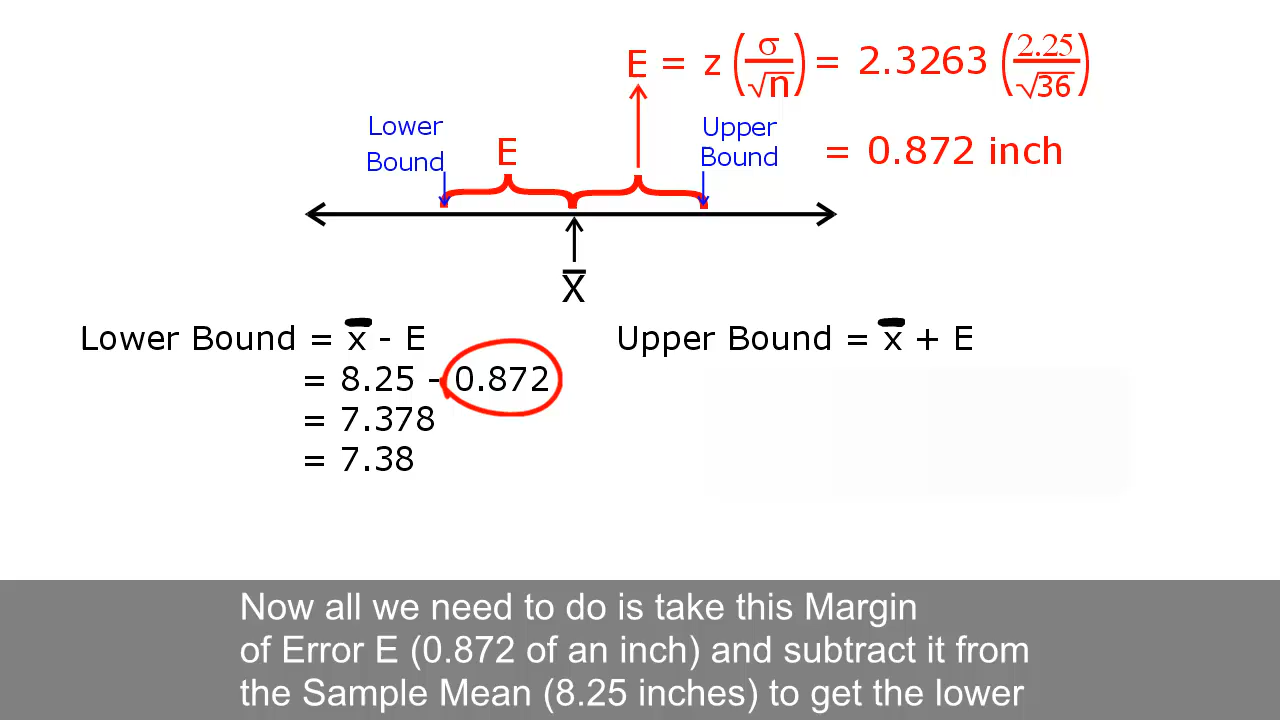 E = z (σ/√n) = 2.3263 (2.25/√36)
Lower Bound
E
Upper Bound
= 0.872 inch
X̅
Lower Bound = x̅ - E
= 8.25 - 0.872
= 7.378
= 7.38
Upper Bound = x̅ + E
Now all we need to do is take this Margin
of Error E (0.872 of an inch) and subtract it from
the Sample Mean (8.25 inches) to get the lower